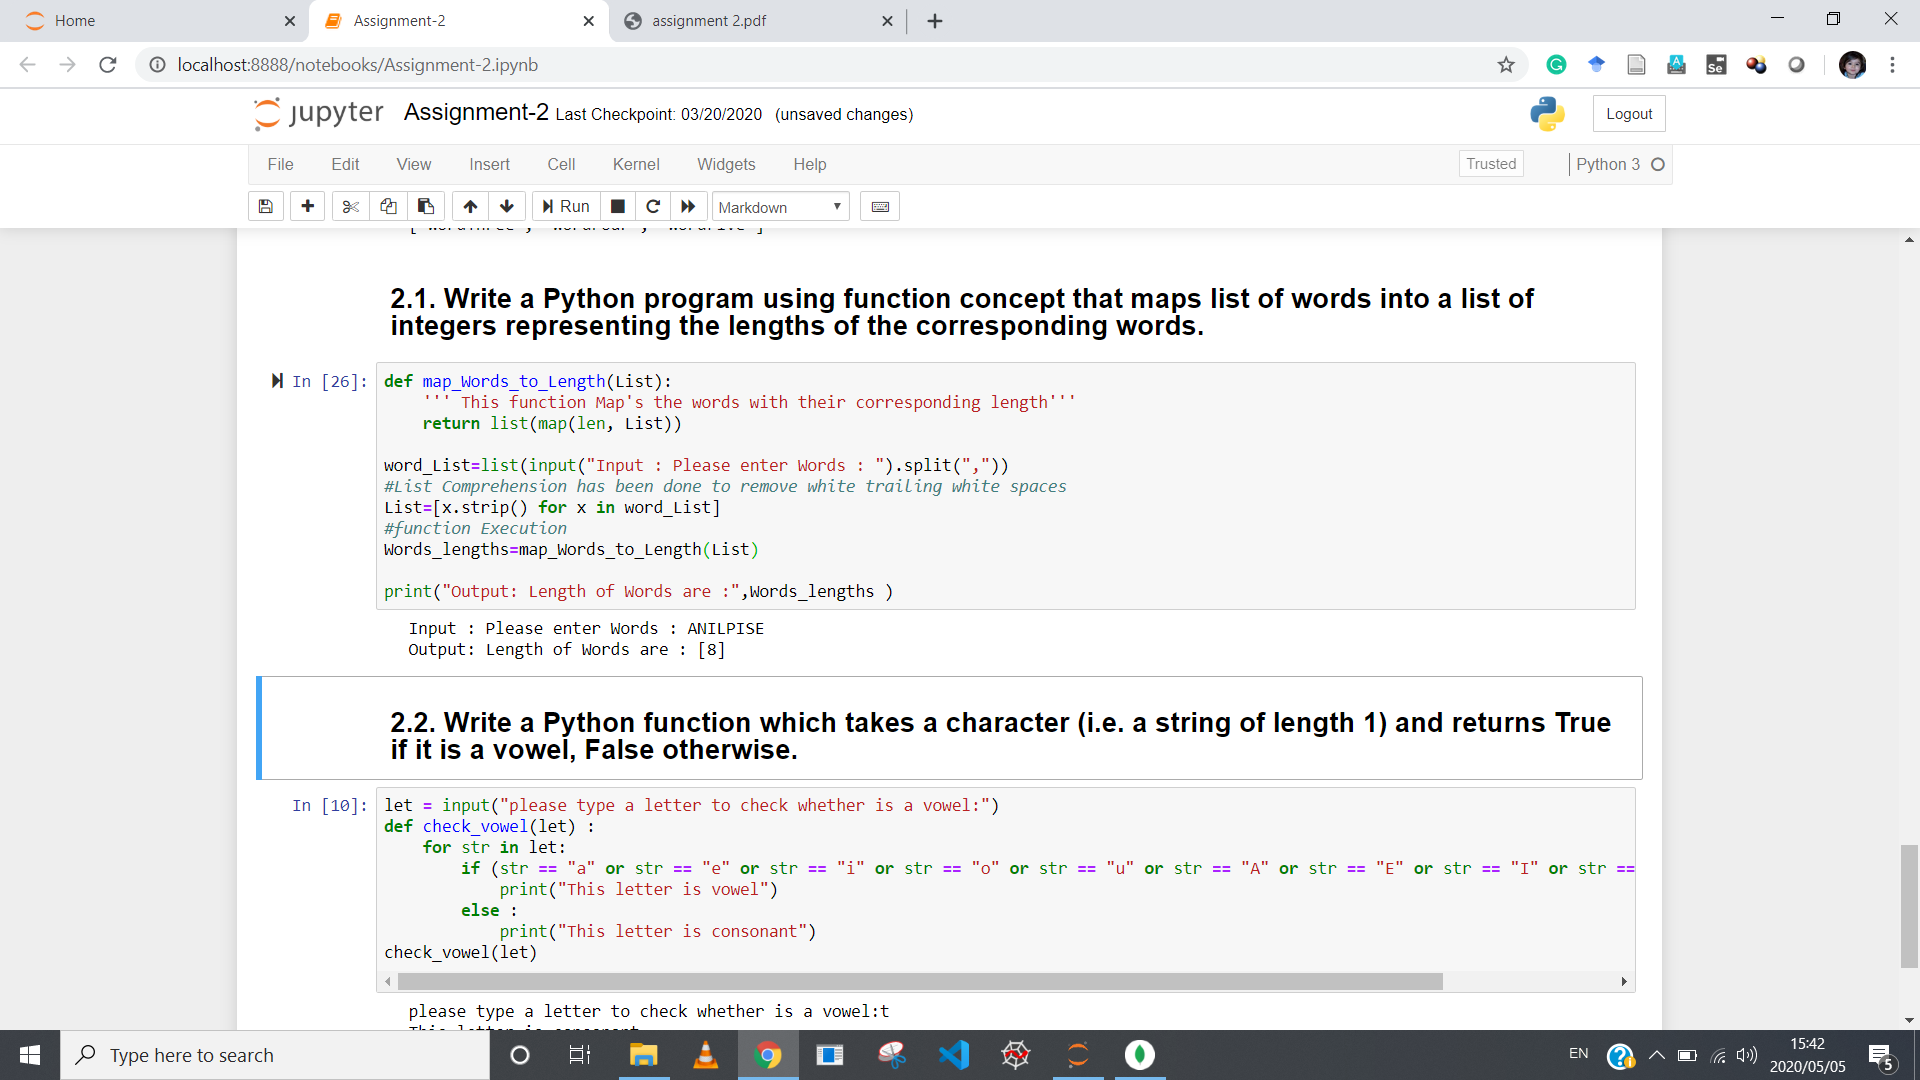 Home
Assignment-2
assignment 2.pdf
localhost:8888/notebooks/Assignment-2.ipynb
jupyter Assignment-2 Last Checkpoint: 03/20/2020 (unsaved changes)
Logout
File Edit View Insert Cell Kernel Widgets Help
Trusted
Python 3
Run
Markdown
2.1. Write a Python program using function concept that maps list of words into a list of
integers representing the lengths of the corresponding words.
In [26]:
def map_Words_to_Length(List):
''' This function Map's the words with their corresponding length'''
return list(map(len, List))
word_List=list(input("Input : Please enter Words : ").split(","))
#List Comprehension has been done to remove white trailing white spaces
List=[x.strip() for x in word_List]
#function Execution
Words_lengths=map_Words_to_Length(List)
print("Output: Length of Words are :",Words_lengths )
Input : Please enter Words : ANILPISE
Output: Length of Words are : [8]
2.2. Write a Python function which takes a character (i.e. a string of length 1) and returns True
if it is a vowel, False otherwise.
In [10]:
let = input("please type a letter to check whether is a vowel:")
def check_vowel(let) :
for str in let:
if (str == "a" or str == "e" or str == "i" or str == "o" or str == "u" or str == "A" or str == "E" or str == "I" or str ==
print("This letter is vowel")
else :
print("This letter is consonant")
check_vowel(let)
please type a letter to check whether is a vowel:t
Type here to search
EN
15:42
2020/05/05
5